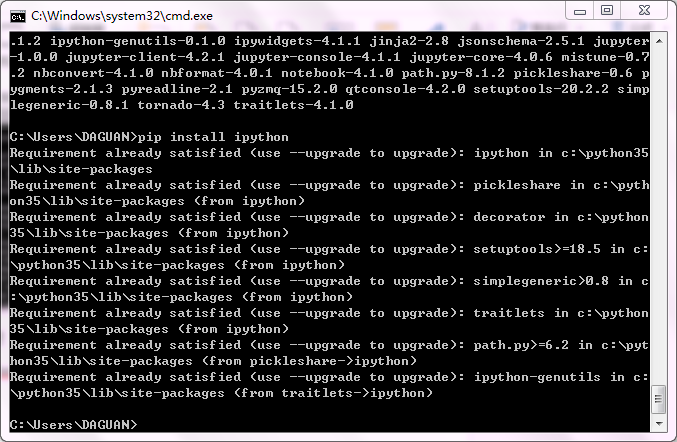 C:\Windows\system32\cmd.exe
.1.2 ipython-genutils-0.1.0 ipywidgets-4.1.1 jinja2-2.8 jsonschema-2.5.1 jupyter
-1.0.0 jupyter-client-4.2.1 jupyter-console-4.1.1 jupyter-core-4.0.6 mistune-0.7
.2 nbconvert-4.1.0 nbformat-4.0.1 notebook-4.1.0 path.py-8.1.2 pickleshare-0.6 p
ygments-2.1.3 pyreadline-2.1 pyzmq-15.2.0 qtconsole-4.2.0 setuptools-20.2.2 simp
legeneric-0.8.1 tornado-4.3 traitlets-4.1.0
C:\Users\DAGUAN>pip install ipython
Requirement already satisfied (use --upgrade to upgrade): ipython in c:\python35
\lib\site-packages
Requirement already satisfied (use --upgrade to upgrade): pickleshare in c:\pyth
on35\lib\site-packages (from ipython)
Requirement already satisfied (use --upgrade to upgrade): decorator in c:\python
35\lib\site-packages (from ipython)
Requirement already satisfied (use --upgrade to upgrade): setuptools>=18.5 in c:
\python35\lib\site-packages (from ipython)
Requirement already satisfied (use --upgrade to upgrade): simplegeneric>0.8 in c
:\python35\lib\site-packages (from ipython)
Requirement already satisfied (use --upgrade to upgrade): traitlets in c:\python
35\lib\site-packages (from ipython)
Requirement already satisfied (use --upgrade to upgrade): path.py>=6.2 in c:\pyt
hon35\lib\site-packages (from pickleshare->ipython)
Requirement already satisfied (use --upgrade to upgrade): ipython-genutils in c:
\python35\lib\site-packages (from traitlets->ipython)
C:\Users\DAGUAN>